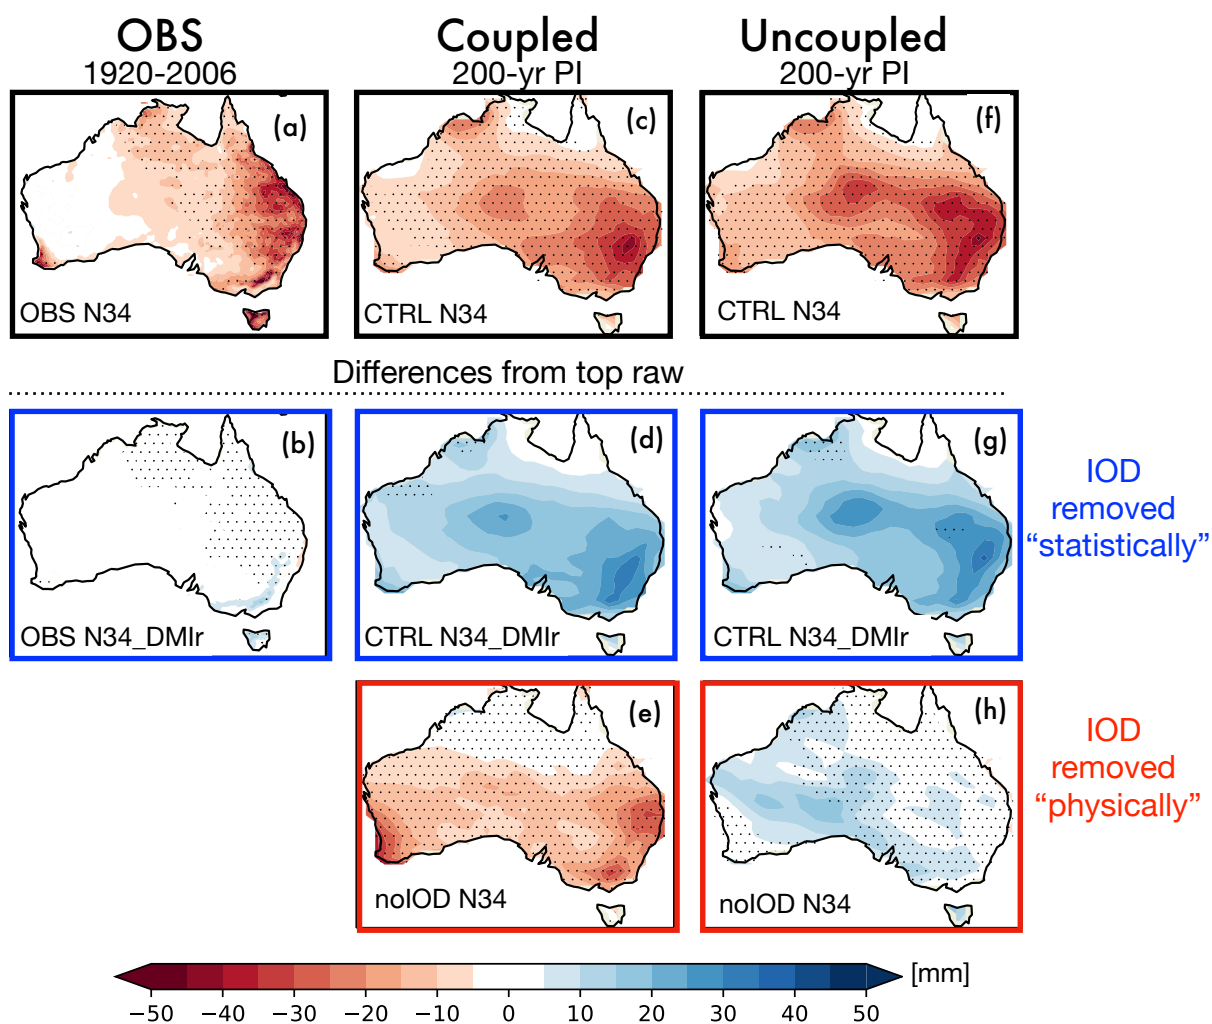 OBS
1920-2006
Coupled
200-yr PI
Uncoupled
200-yr PI
(a)
OBS N34
(c)
CTRL N34
(f)
CTRL N34
Differences from top raw
(b)
OBS N34_DMIr
(d)
CTRL N34_DMIr
(g)
CTRL N34_DMIr
IOD
removed
“statistically”
(e)
noIOD N34
(h)
noIOD N34
IOD
removed
“physically”
[mm]
−50 −40 −30 −20 −10 0 10 20 30 40 50